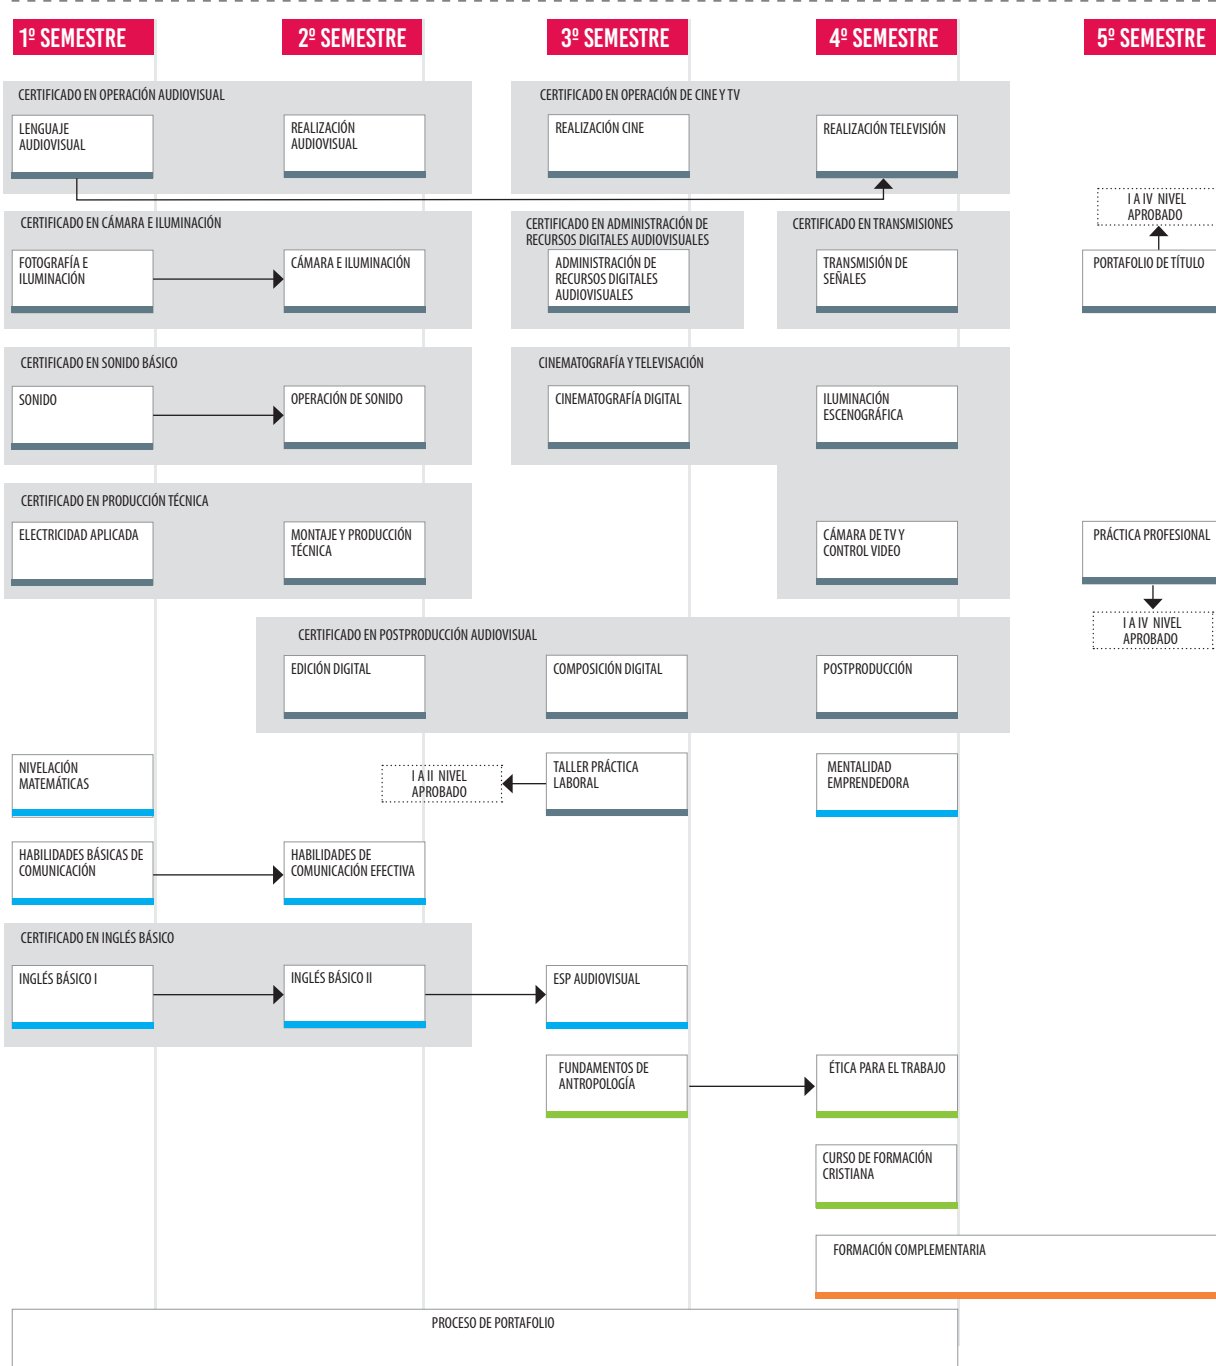 1º SEMESTRE
2º SEMESTRE
3º SEMESTRE
4º SEMESTRE
5º SEMESTRE
CERTIFICADO EN OPERACIÓN AUDIOVISUAL
CERTIFICADO EN OPERACIÓN DE CINE Y TV
LENGUAJE
AUDIOVISUAL
REALIZACIÓN
AUDIOVISUAL
REALIZACIÓN CINE
REALIZACIÓN TELEVISIÓN
I A IV NIVEL
APROBADO
CERTIFICADO EN CÁMARA E ILUMINACIÓN
CERTIFICADO EN ADMINISTRACIÓN DE
RECURSOS DIGITALES AUDIOVISUALES
CERTIFICADO EN TRANSMISIONES
FOTOGRAFÍA E
ILUMINACIÓN
CÁMARA E ILUMINACIÓN
ADMINISTRACIÓN DE
RECURSOS DIGITALES
AUDIOVISUALES
TRANSMISIÓN DE
SEÑALES
PORTAFOLIO DE TÍTULO
CERTIFICADO EN SONIDO BÁSICO
CINEMATOGRAFÍA Y TELEVISACIÓN
SONIDO
OPERACIÓN DE SONIDO
CINEMATOGRAFÍA DIGITAL
ILUMINACIÓN
ESCENOGRÁFICA
CERTIFICADO EN PRODUCCIÓN TÉCNICA
ELECTRICIDAD APLICADA
MONTAJE Y PRODUCCIÓN
TÉCNICA
CÁMARA DE TV Y
CONTROL VIDEO
PRÁCTICA PROFESIONAL
I A IV NIVEL
APROBADO
CERTIFICADO EN POSTPRODUCCIÓN AUDIOVISUAL
EDICIÓN DIGITAL
COMPOSICIÓN DIGITAL
POSTPRODUCCIÓN
NIVELACIÓN
MATEMÁTICAS
I A II NIVEL
APROBADO
TALLER PRÁCTICA
LABORAL
MENTALIDAD
EMPRENDEDORA
HABILIDADES BÁSICAS DE
COMUNICACIÓN
HABILIDADES DE
COMUNICACIÓN EFECTIVA
CERTIFICADO EN INGLÉS BÁSICO
INGLÉS BÁSICO I
INGLÉS BÁSICO II
ESP AUDIOVISUAL
FUNDAMENTOS DE
ANTROPOLOGÍA
ÉTICA PARA EL TRABAJO
CURSO DE FORMACIÓN
CRISTIANA
FORMACIÓN COMPLEMENTARIA
PROCESO DE PORTAFOLIO